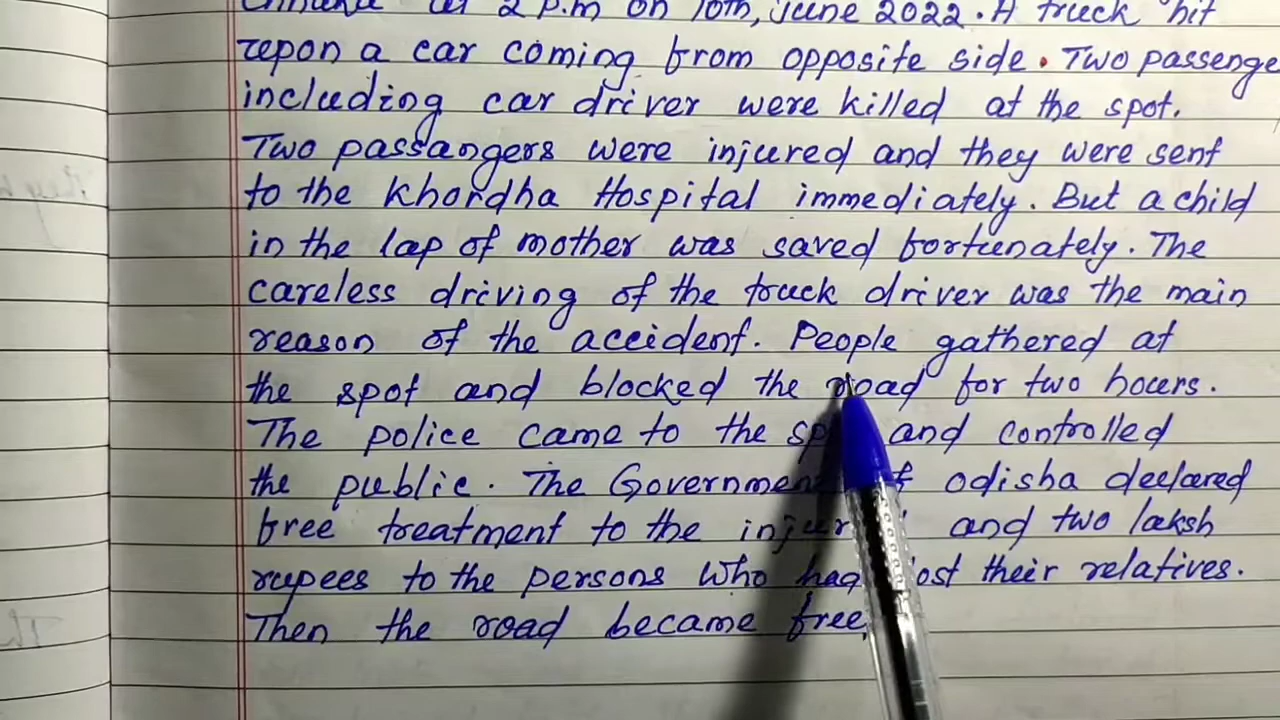 at 2 p.m on 10th, june 2022. A truck hit
upon a car coming from opposite side. Two passenge
including car driver were killed at the spot.
Two passangers were injured and they were sent
to the Khordha Hospital immediately. But a child
in the lap of mother was saved fortunately. The
careless driving of the truck driver was the main
reason of the accident. People gathered at
the spot and blocked the road for two hours.
The police came to the and controlled
the public. The Government of odisha declared
free treatment to the and two laksh
rupees to the persons who had lost their relatives.
Then the road became free